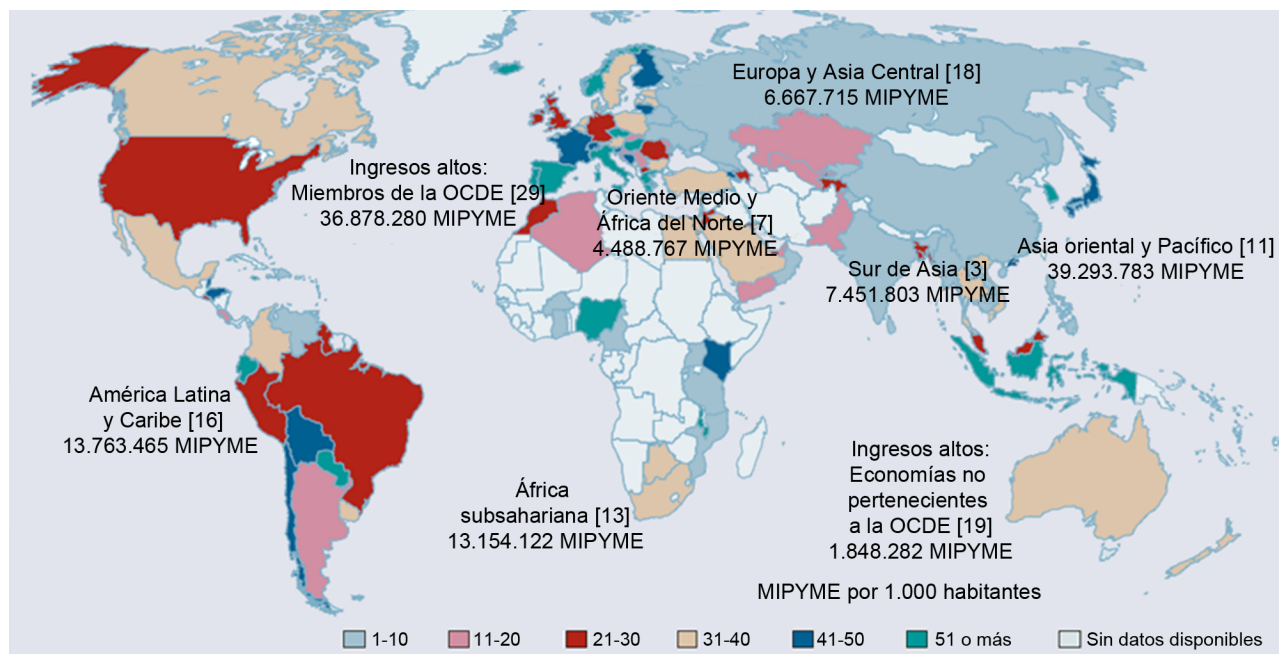 Europa y Asia Central [18]
6.667.715 MIPYME
Ingresos altos:
Miembros de la OCDE [29]
36.878.280 MIPYME
Oriente Medio y
África del Norte [7]
4.488.767 MIPYME
Asia oriental y Pacífico [11]
39.293.783 MIPYME
Sur de Asia [3]
7.451.803 MIPYME
América Latina
y Caribe [16]
13.763.465 MIPYME
África
subsahariana [13]
13.154.122 MIPYME
Ingresos altos:
Economías no
pertenecientes
a la OCDE [19]
1.848.282 MIPYME
MIPYME por 1.000 habitantes
1-10
11-20
21-30
31-40
41-50
51 o más
Sin datos disponibles